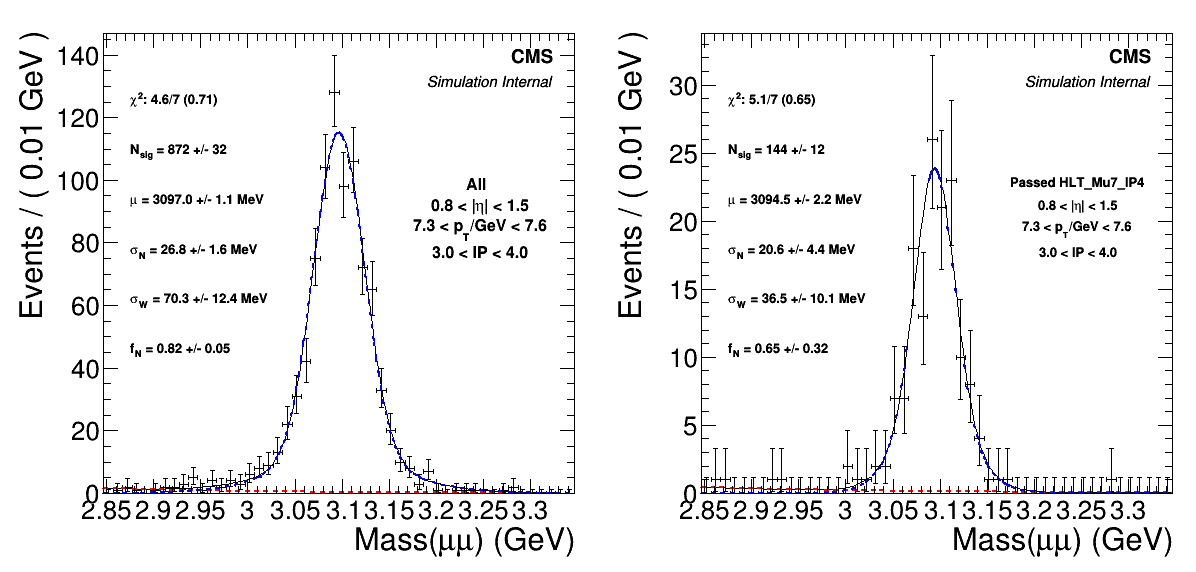 CMS
Simulation Internal
χ²: 4.6/7 (0.71)
N_sig = 872 +/- 32
μ = 3097.0 +/- 1.1 MeV
σ_N = 26.8 +/- 1.6 MeV
σ_W = 70.3 +/- 12.4 MeV
f_N = 0.82 +/- 0.05
All
0.8 < |η| < 1.5
7.3 < p_T/GeV < 7.6
3.0 < IP < 4.0
Events / ( 0.01 GeV )
140
120
100
80
60
40
20
0
2.85 2.9 2.95 3 3.05 3.1 3.15 3.2 3.25 3.3
Mass(μμ) (GeV)
CMS
Simulation Internal
χ²: 5.1/7 (0.65)
N_sig = 144 +/- 12
μ = 3094.5 +/- 2.2 MeV
σ_N = 20.6 +/- 4.4 MeV
σ_W = 36.5 +/- 10.1 MeV
f_N = 0.65 +/- 0.32
Passed HLT_Mu7_IP4
0.8 < |η| < 1.5
7.3 < p_T/GeV < 7.6
3.0 < IP < 4.0
Events / ( 0.01 GeV )
30
25
20
15
10
5
0
2.85 2.9 2.95 3 3.05 3.1 3.15 3.2 3.25 3.3
Mass(μμ) (GeV)